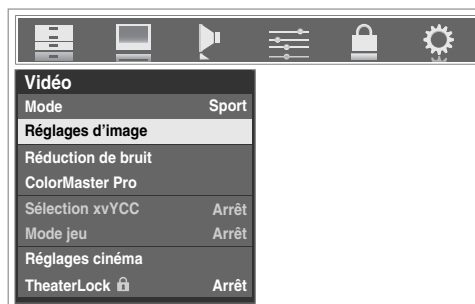 Vidéo
Mode Sport
Réglages d'image
Réduction de bruit
ColorMaster Pro
Sélection xvYCC Arrêt
Mode jeu Arrêt
Réglages cinéma
TheaterLock Arrêt